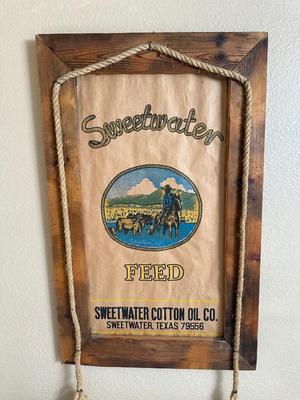 Sweetwater
FEED
SWEETWATER COTTON OIL CO.
SWEETWATER, TEXAS 79556